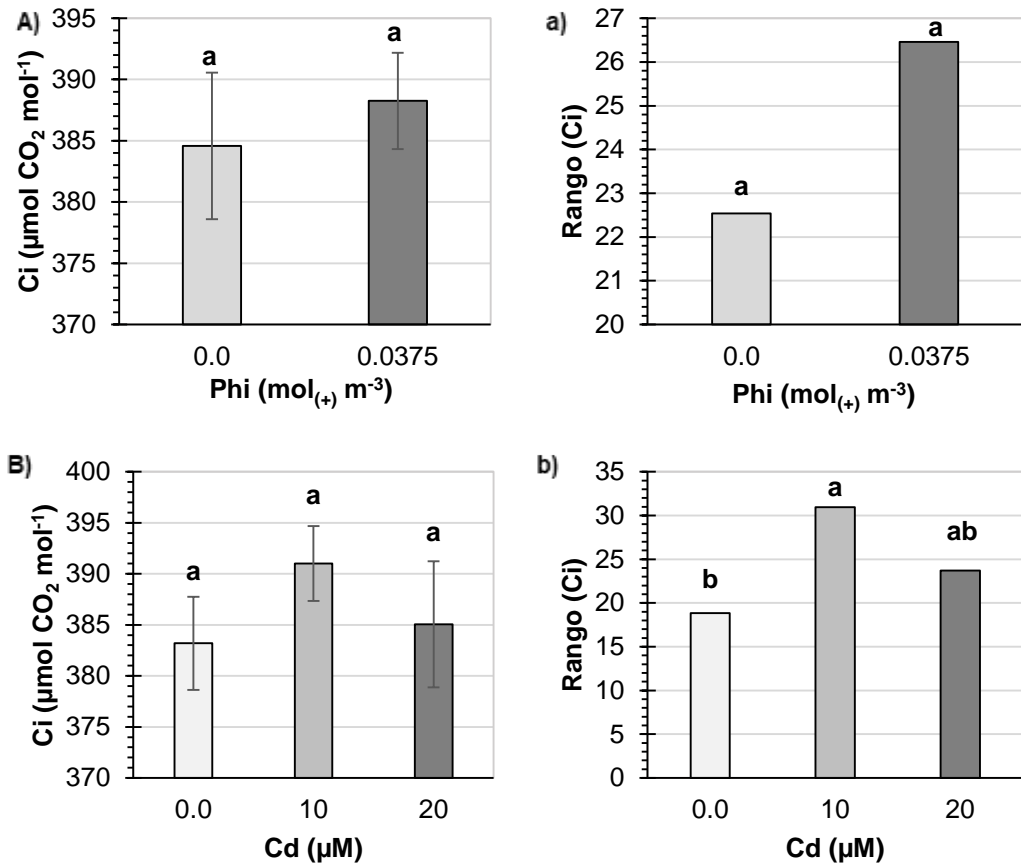 A)
395
390
385
380
375
370
Ci (µmol CO₂ mol⁻¹)
a
a
0.0
0.0375
Phi (mol₍₊₎ m⁻³)
a)
27
26
25
24
23
22
21
20
Rango (Ci)
a
a
0.0
0.0375
Phi (mol₍₊₎ m⁻³)
B)
400
395
390
385
380
375
370
Ci (µmol CO₂ mol⁻¹)
a
a
a
0.0
10
20
Cd (µM)
b)
35
30
25
20
15
10
5
0
Rango (Ci)
b
a
ab
0.0
10
20
Cd (µM)